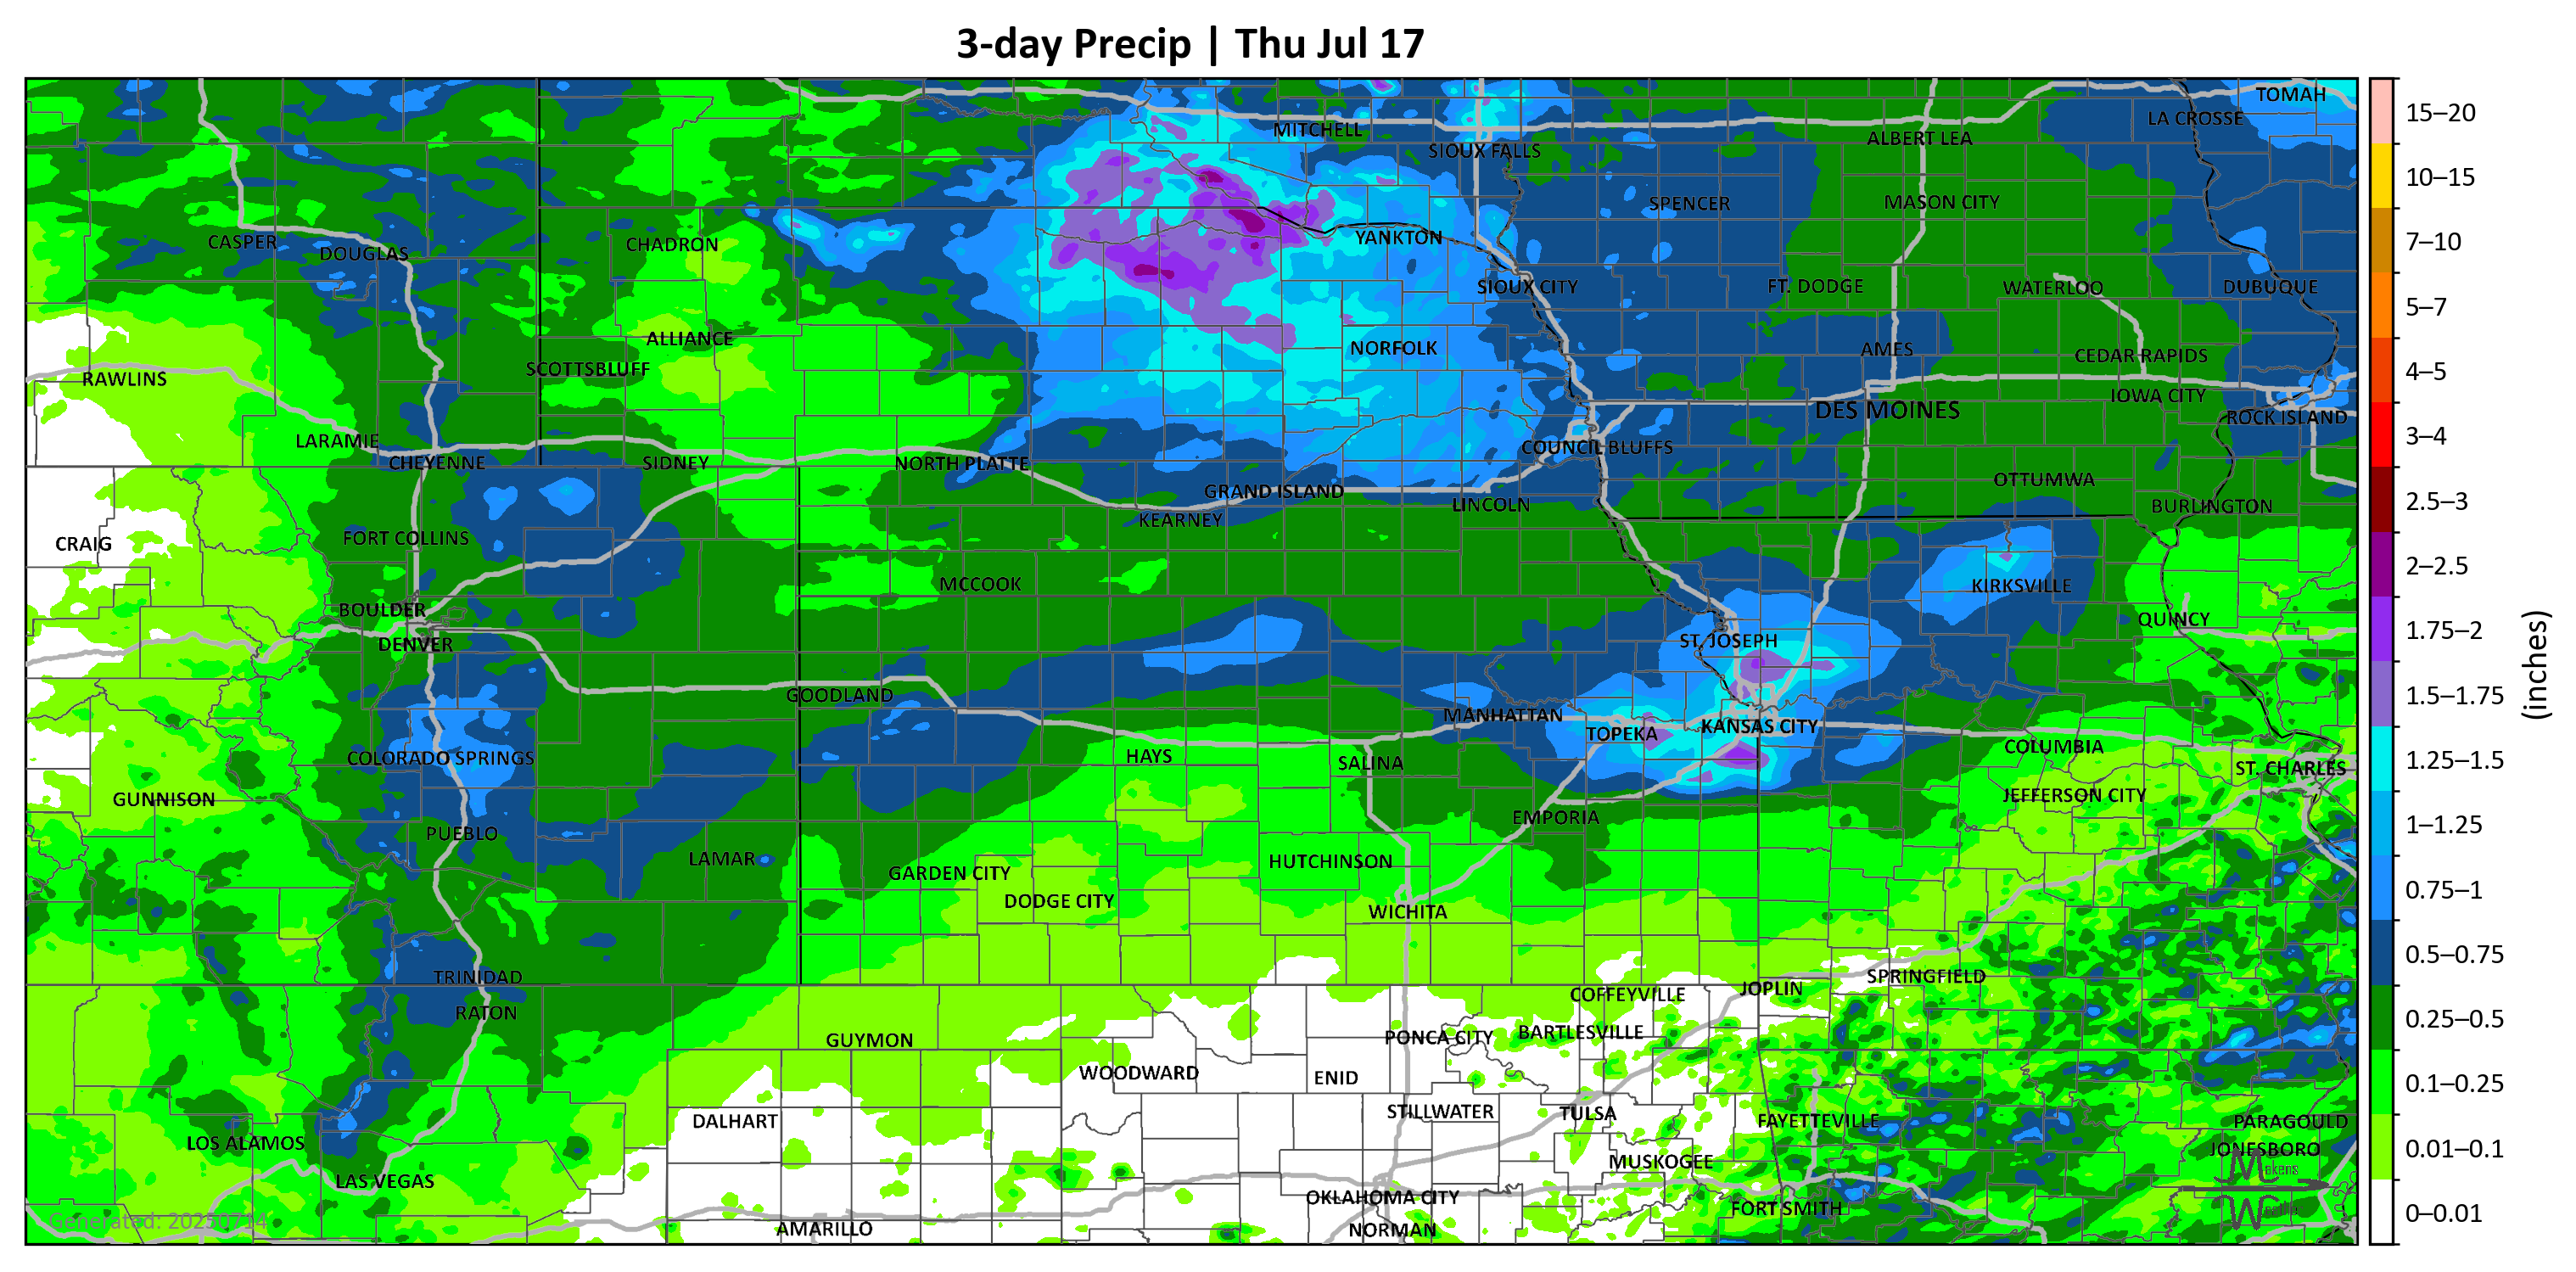 3-day Precip | Thu Jul 17
TOMAH
LA CROSSE
MITCHELL
ALBERT LEA
SIOUX FALLS
SPENCER
MASON CITY
CASPER
DOUGLAS
CHADRON
YANKTON
SIOUX CITY
FT. DODGE
WATERLOO
DUBUQUE
ALLIANCE
NORFOLK
AMES
CEDAR RAPIDS
RAWLINS
SCOTTSBLUFF
IOWA CITY
DES MOINES
ROCK ISLAND
LARAMIE
COUNCIL BLUFFS
CHEYENNE
SIDNEY
NORTH PLATTE
OTTUMWA
GRAND ISLAND
LINCOLN
BURLINGTON
KEARNEY
CRAIG
FORT COLLINS
MCCOOK
KIRKSVILLE
BOULDER
QUINCY
DENVER
ST. JOSEPH
GOODLAND
MANHATTAN
TOPEKA
KANSAS CITY
COLUMBIA
COLORADO SPRINGS
HAYS
SALINA
ST. CHARLES
GUNNISON
JEFFERSON CITY
EMPORIA
PUEBLO
LAMAR
HUTCHINSON
GARDEN CITY
DODGE CITY
WICHITA
TRINIDAD
SPRINGFIELD
JOPLIN
COFFEYVILLE
RATON
GUYMON
PONCA CITY
BARTLESVILLE
WOODWARD
ENID
STILLWATER
TULSA
DALHART
FAYETTEVILLE
PARAGOULD
LOS ALAMOS
JONESBORO
MUSKOGEE
Mekens
LAS VEGAS
OKLAHOMA CITY
FORT SMITH
Weather
Generated: 20250714
AMARILLO
NORMAN
15–20
10–15
7–10
5–7
4–5
3–4
2.5–3
2–2.5
1.75–2
1.5–1.75
1.25–1.5
1–1.25
0.75–1
0.5–0.75
0.25–0.5
0.1–0.25
0.01–0.1
0–0.01
(inches)